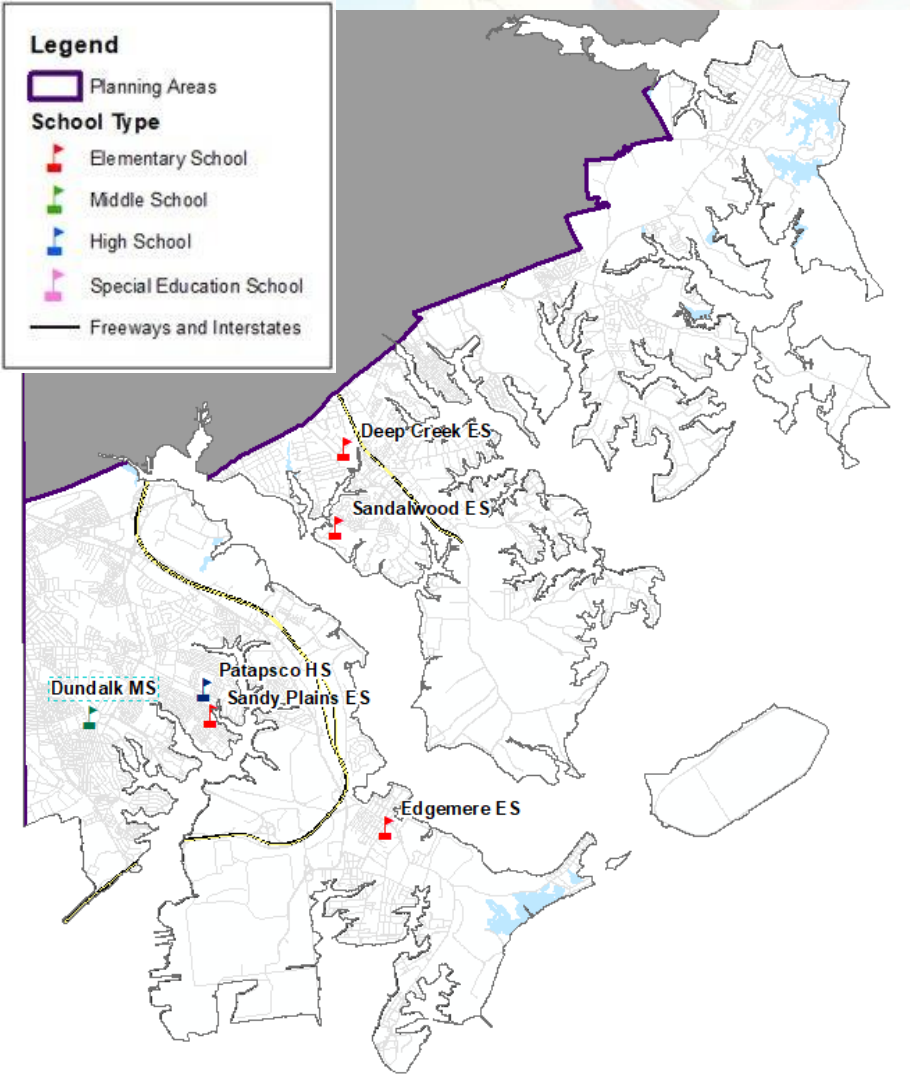 Legend
Planning Areas
School Type
Elementary School
Middle School
High School
Special Education School
Freeways and Interstates
Deep Creek ES
Sandalwood ES
Patapsco HS
Dundalk MS
Sandy Plains ES
Edgemere ES